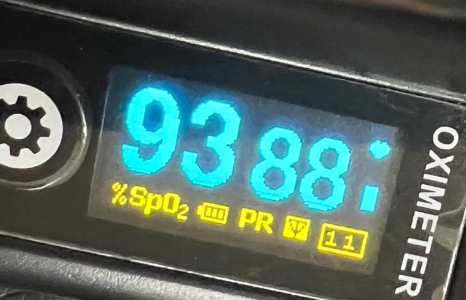 93 88
%SpO₂ PR 11
OXIMETER